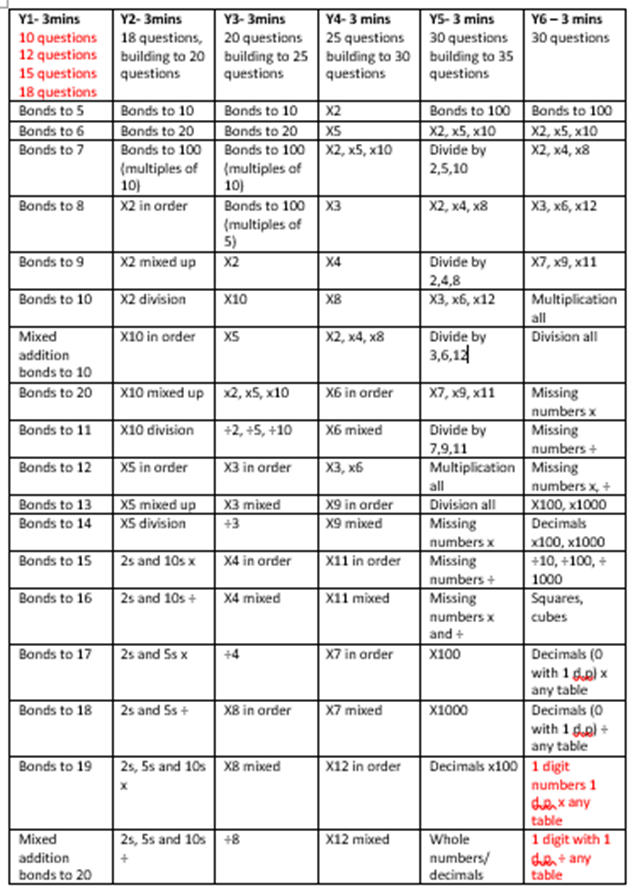 Y1- 3mins
10 questions
12 questions
15 questions
18 questions
Y2- 3mins
18 questions,
building to 20
questions
Y3- 3mins
20 questions
building to 25
questions
Y4- 3 mins
25 questions
building to 30
questions
Y5- 3 mins
30 questions
building to 35
questions
Y6 – 3 mins
30 questions
Bonds to 5
Bonds to 10
Bonds to 10
X2
Bonds to 100
Bonds to 100
Bonds to 6
Bonds to 20
Bonds to 20
X5
X2, x5, x10
X2, x5, x10
Bonds to 7
Bonds to 100
(multiples of
10)
Bonds to 100
(multiples of
10)
X2, x5, x10
Divide by
2,5,10
X2, x4, x8
Bonds to 8
X2 in order
Bonds to 100
(multiples of
5)
X3
X2, x4, x8
X3, x6, x12
Bonds to 9
X2 mixed up
X2
X4
Divide by
2,4,8
X7, x9, x11
Bonds to 10
X2 division
X10
X8
X3, x6, x12
Multiplication
all
Mixed
addition
bonds to 10
X10 in order
X5
X2, x4, x8
Divide by
3,6,12
Division all
Bonds to 20
X10 mixed up
x2, x5, x10
X6 in order
X7, x9, x11
Missing
numbers x
Bonds to 11
X10 division
÷2, ÷5, ÷10
X6 mixed
Divide by
7,9,11
Missing
numbers ÷
Bonds to 12
X5 in order
X3 in order
X3, x6
Multiplication
all
Missing
numbers x, ÷
Bonds to 13
X5 mixed up
X3 mixed
X9 in order
Division all
X100, x1000
Bonds to 14
X5 division
÷3
X9 mixed
Missing
numbers x
Decimals
x100, x1000
Bonds to 15
2s and 10s x
X4 in order
X11 in order
Missing
numbers ÷
÷10, ÷100, ÷
1000
Bonds to 16
2s and 10s ÷
X4 mixed
X11 mixed
Missing
numbers x
and ÷
Squares,
cubes
Bonds to 17
2s and 5s x
÷4
X7 in order
X100
Decimals (0
with 1 d.p) x
any table
Bonds to 18
2s and 5s ÷
X8 in order
X7 mixed
X1000
Decimals (0
with 1 d.p) ÷
any table
Bonds to 19
2s, 5s and 10s
x
X8 mixed
X12 in order
Decimals x100
1 digit
numbers 1
d.p. x any
table
Mixed
addition
bonds to 20
2s, 5s and 10s
÷
÷8
X12 mixed
Whole
numbers/
decimals
1 digit with 1
d.p. ÷ any
table